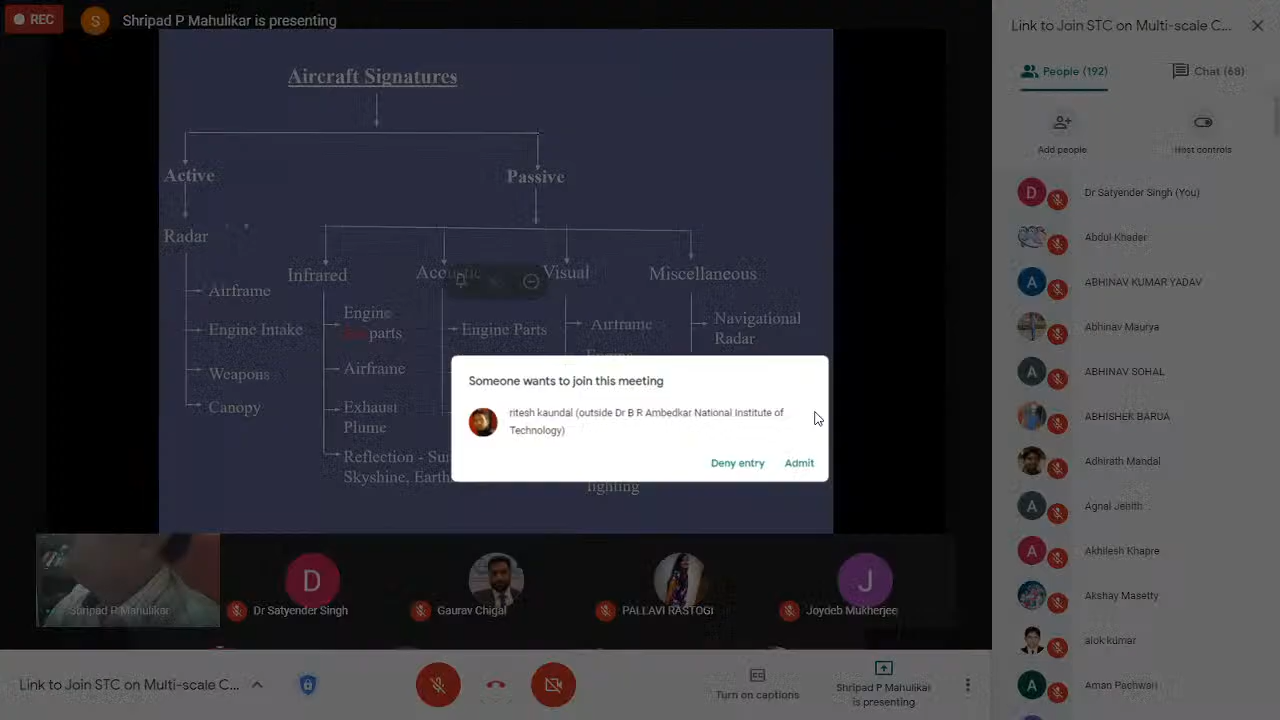 REC
S
Shripad P Mahulikar is presenting
Aircraft Signatures
Active
Passive
Radar
Infrared
Visual
Miscellaneous
Airframe
Engine Intake
Weapons
Canopy
Engine
parts
Airframe
Exhaust
Plume
Reflection - Sun
Skyshine, Earth
Engine Parts
Airframe
lighting
Navigational
Radar
Someone wants to join this meeting
ritesh kaundal (outside Dr B R Ambedkar National Institute of
Technology)
Deny entry
Admit
Shripad P Mahulikar
D
Dr Satyender Singh
Gaurav Chigal
PALLAVI RASTOGI
J
Joydeb Mukherjee
Link to Join STC on Multi-scale C...
Turn on captions
Shripad P Mahulikar
is presenting
Link to Join STC on Multi-scale C...
People (192)
Chat (68)
Add people
Host controls
D
Dr Satyender Singh (You)
Abdul Khader
A
ABHINAV KUMAR YADAV
Abhinav Maurya
A
ABHINAV SOHAL
ABHISHEK BARUA
Adhirath Mandal
A
Agnal Jenith
A
Akhilesh Khapre
Akshay Masetty
alok kumar
A
Aman Pachwari